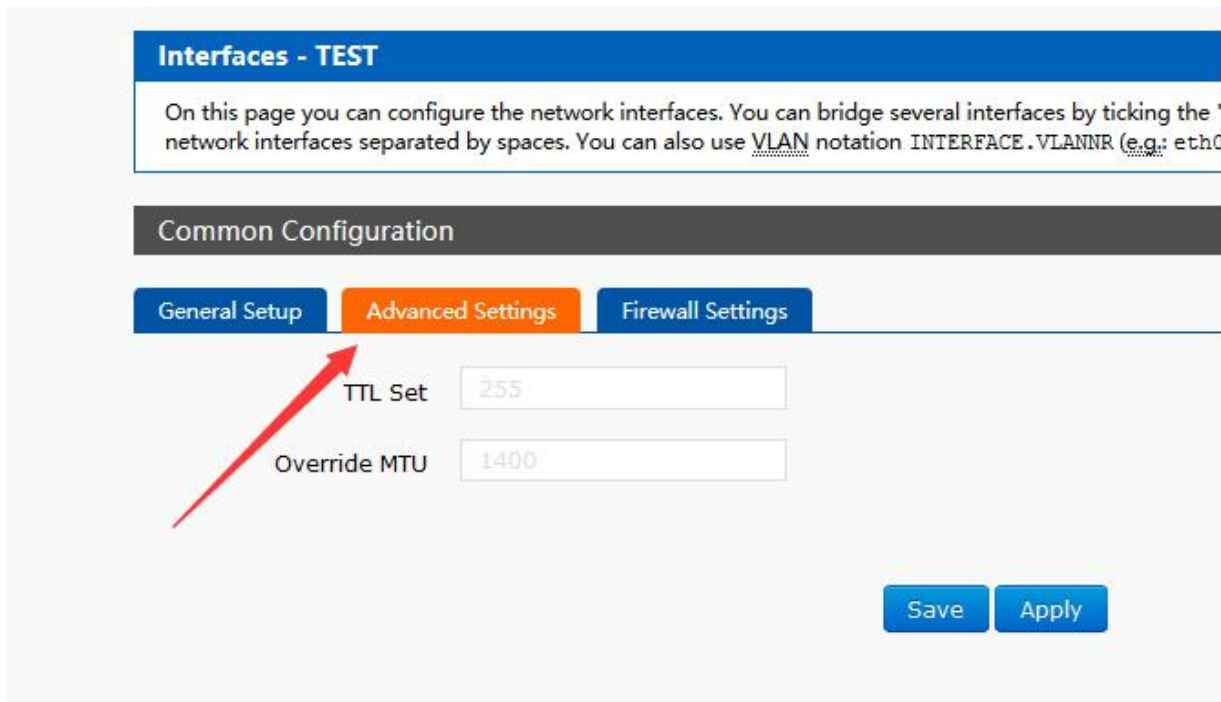 Interfaces - TEST
On this page you can configure the network interfaces. You can bridge several interfaces by ticking the "
network interfaces separated by spaces. You can also use VLAN notation INTERFACE.VLANNR (e.g.: eth0
Common Configuration
General Setup Advanced Settings Firewall Settings
TTL Set 255
Override MTU 1400
Save Apply